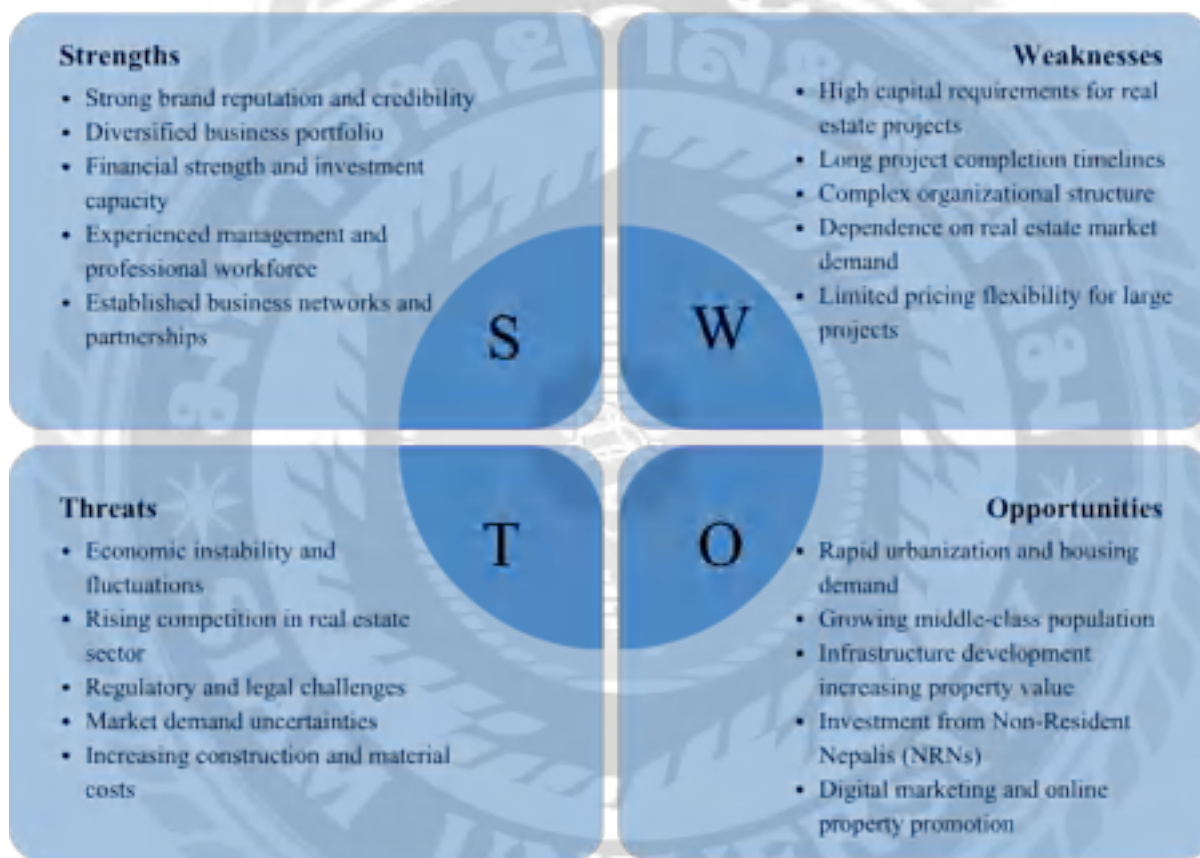 Strengths
• Strong brand reputation and credibility
• Diversified business portfolio
• Financial strength and investment
capacity
• Experienced management and
professional workforce
• Established business networks and
partnerships
S
Weaknesses
• High capital requirements for real
estate projects
• Long project completion timelines
• Complex organizational structure
• Dependence on real estate market
demand
• Limited pricing flexibility for large
projects
W
Threats
• Economic instability and
fluctuations
• Rising competition in real estate
sector
• Regulatory and legal challenges
• Market demand uncertainties
• Increasing construction and material
costs
T
Opportunities
• Rapid urbanization and housing
demand
• Growing middle-class population
• Infrastructure development
increasing property value
• Investment from Non-Resident
Nepalis (NRNs)
• Digital marketing and online
property promotion
O